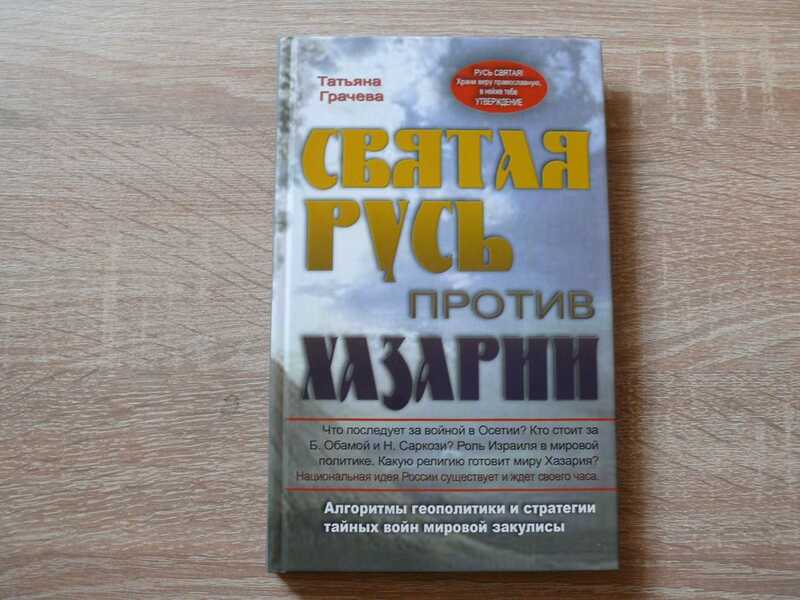 Татьяна
Грачева
РУСЬ СВЯТАЯ!
Храни веру православную,
в нейже тебе
УТВЕРЖДЕНИЕ
СВЯТАЯ
РУСЬ
ПРОТИВ
ХАЗАРИИ
Что последует за войной в Осетии? Кто стоит за
Б. Обамой и Н. Саркози? Роль Израиля в мировой
политике. Какую религию готовит миру Хазария?
Национальная идея России существует и ждет своего часа.
Алгоритмы геополитики и стратегии
тайных войн мировой закулисы